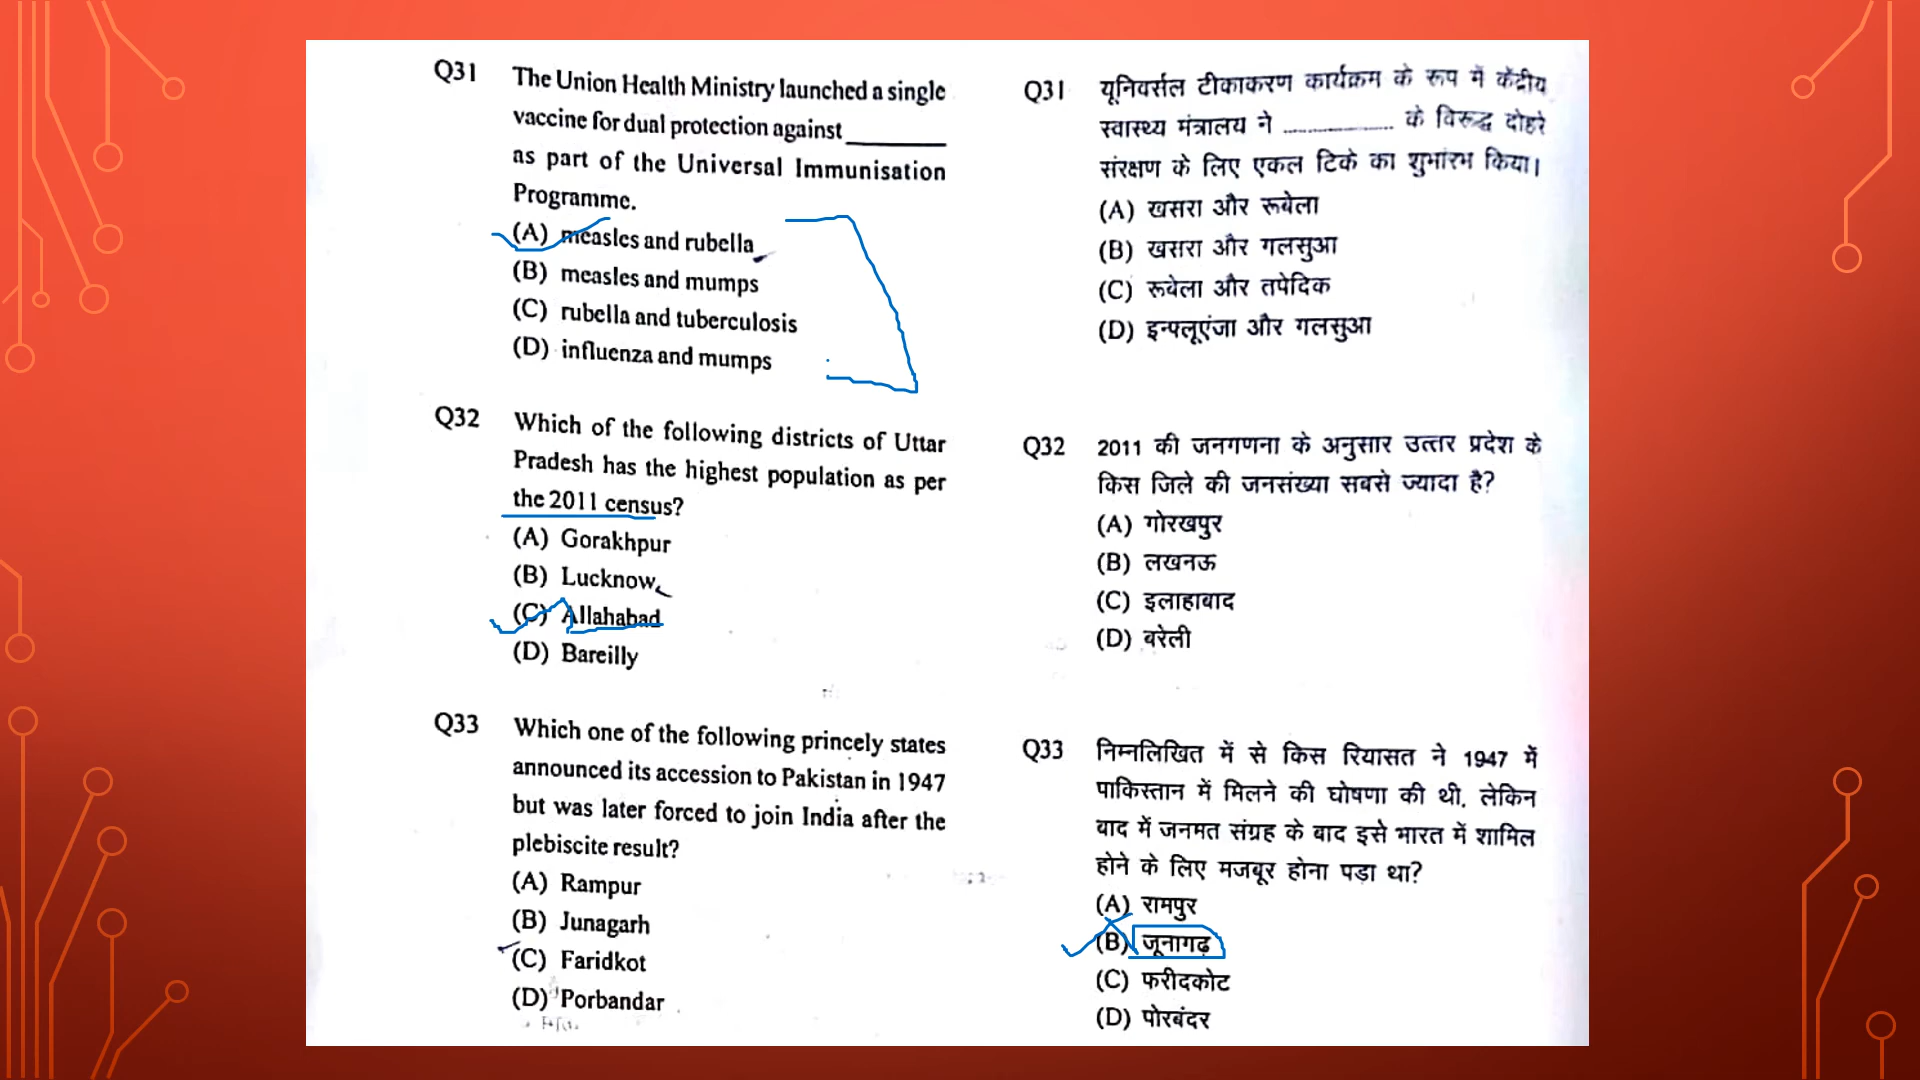 Q31 The Union Health Ministry launched a single
vaccine for dual protection against ________
as part of the Universal Immunisation
Programme.
(A) measles and rubella
(B) measles and mumps
(C) rubella and tuberculosis
(D) influenza and mumps
Q32 Which of the following districts of Uttar
Pradesh has the highest population as per
the 2011 census?
(A) Gorakhpur
(B) Lucknow
(C) Allahabad
(D) Bareilly
Q33 Which one of the following princely states
announced its accession to Pakistan in 1947
but was later forced to join India after the
plebiscite result?
(A) Rampur
(B) Junagarh
(C) Faridkot
(D) Porbandar
Q31 यूनिवर्सल टीकाकरण कार्यक्रम के रूप में केंद्रीय
स्वास्थ्य मंत्रालय ने ................ के विरूद्ध दोहरे
संरक्षण के लिए एकल टिके का शुभांरभ किया।
(A) खसरा और रूबेला
(B) खसरा और गलसुआ
(C) रूबेला और तपेदिक
(D) इन्फ्लूएंजा और गलसुआ
Q32 2011 की जनगणना के अनुसार उत्तर प्रदेश के
किस जिले की जनसंख्या सबसे ज्यादा है?
(A) गोरखपुर
(B) लखनऊ
(C) इलाहाबाद
(D) बरेली
Q33 निम्नलिखित में से किस रियासत ने 1947 में
पाकिस्तान में मिलने की घोषणा की थी, लेकिन
बाद में जनमत संग्रह के बाद इसे भारत में शामिल
होने के लिए मजबूर होना पड़ा था?
(A) रामपुर
(B) जूनागढ़
(C) फरीदकोट
(D) पोरबंदर